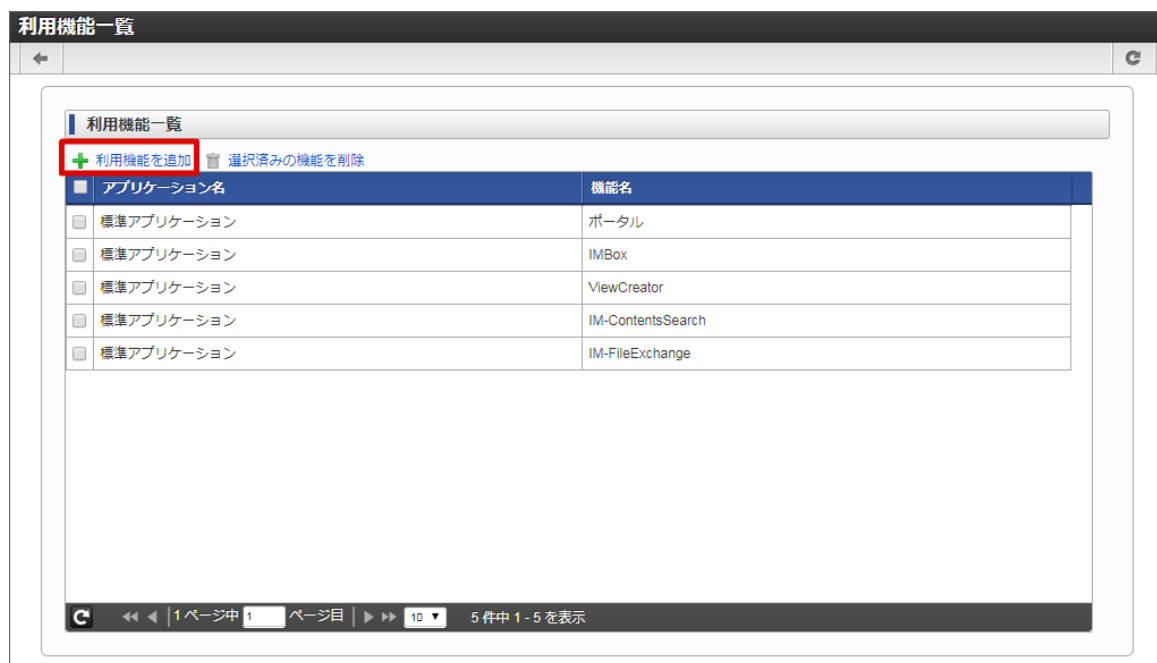 利用機能一覧
利用機能一覧
利用機能を追加 選択済みの機能を削除
アプリケーション名 機能名
標準アプリケーション ポータル
標準アプリケーション IMBox
標準アプリケーション ViewCreator
標準アプリケーション IM-ContentsSearch
標準アプリケーション IM-FileExchange
1 ページ中 1 ページ目 10 5 件中 1 - 5 を表示